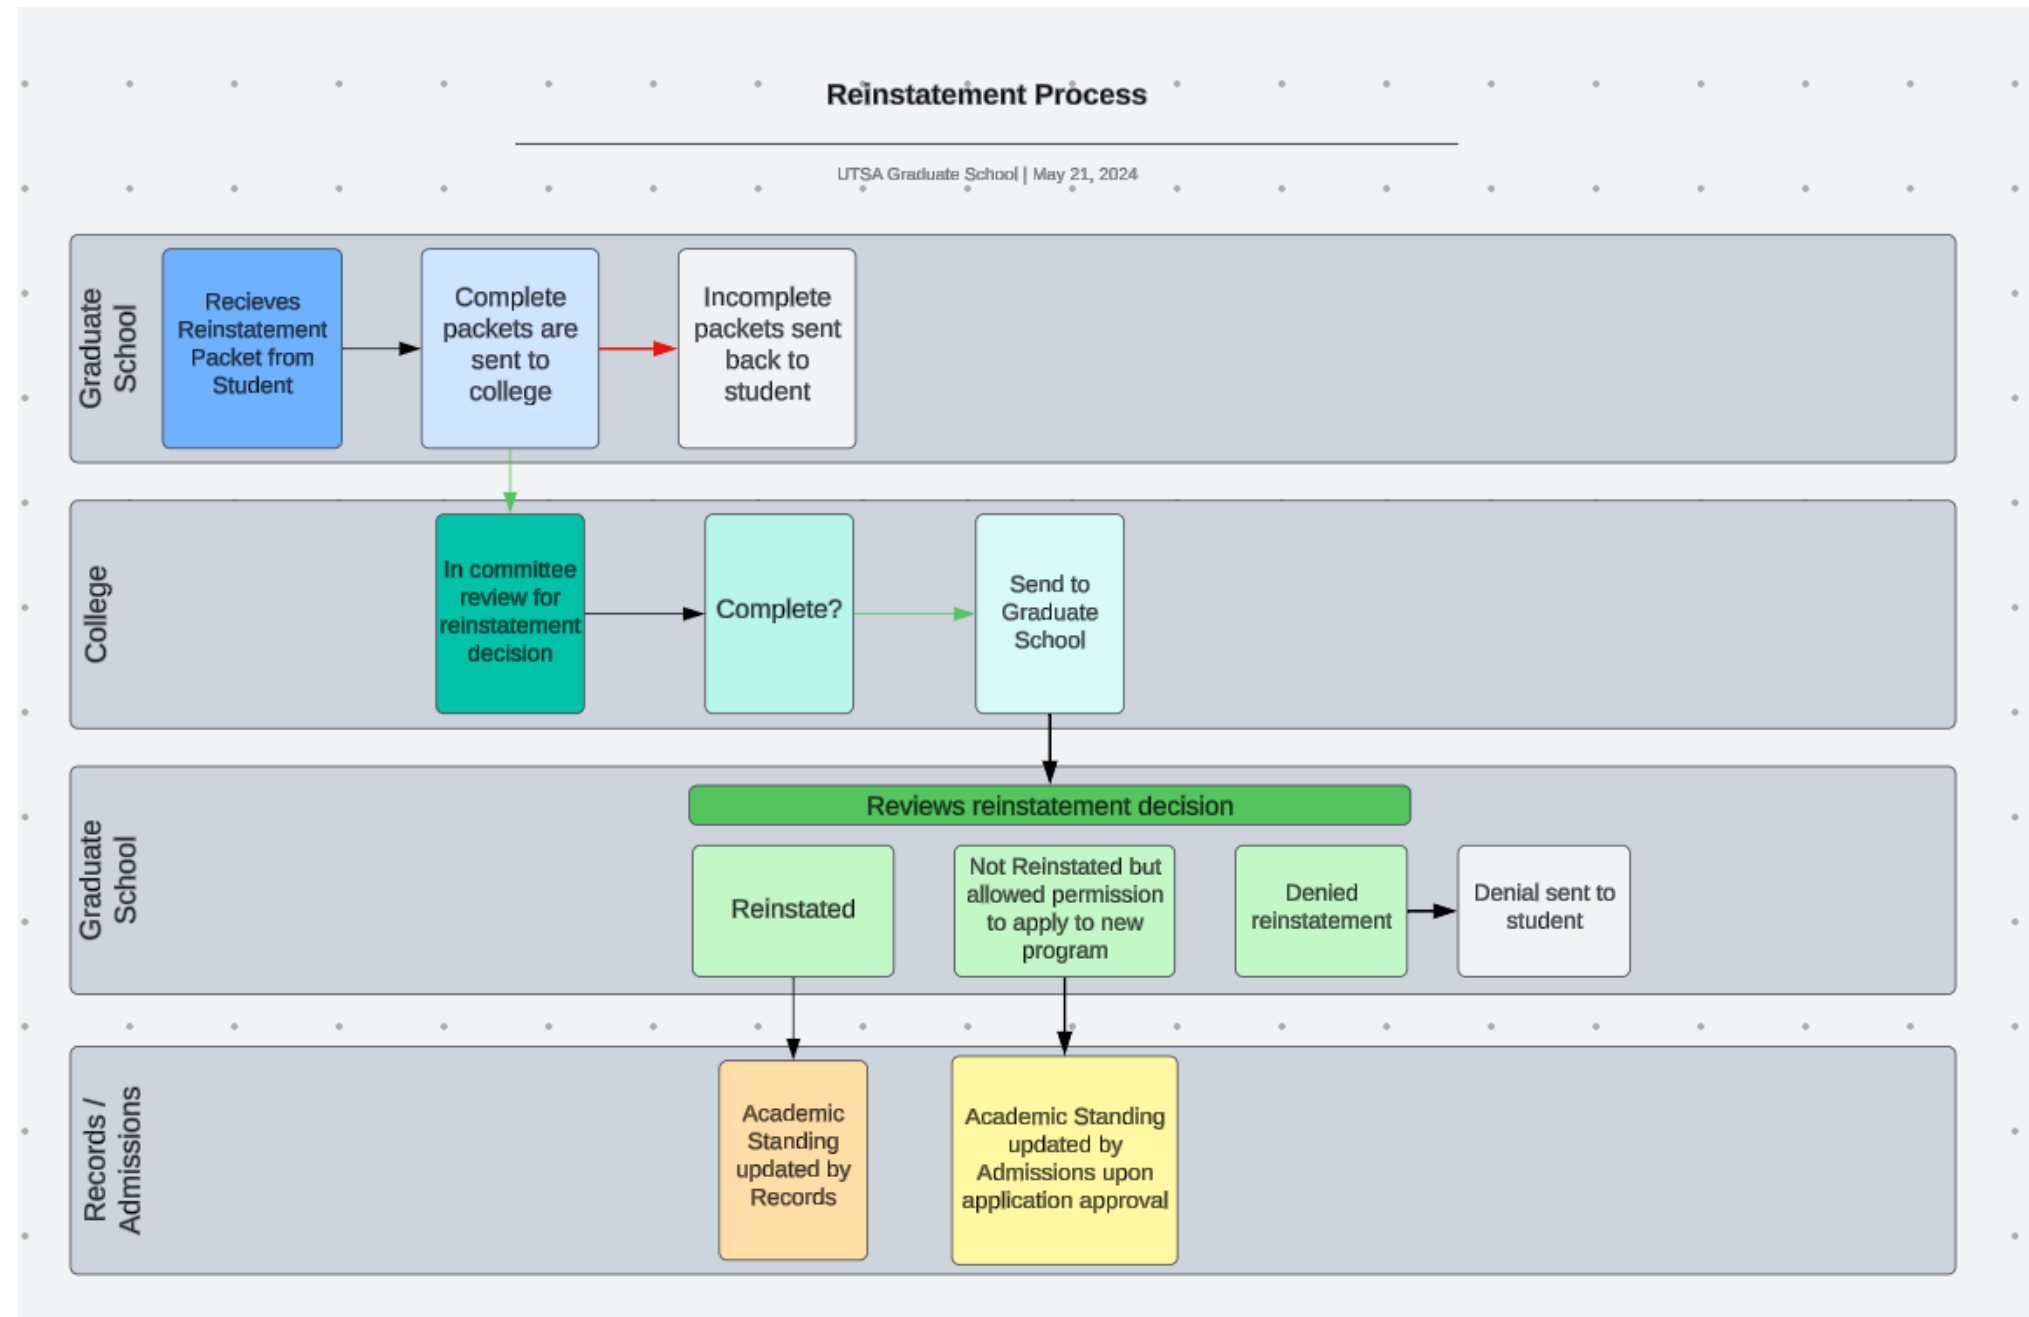 Reinstatement Process
UTSA Graduate School | May 21, 2024
Graduate
School
Recieves
Reinstatement
Packet from
Student
Complete
packets are
sent to
college
Incomplete
packets sent
back to
student
College
In committee
review for
reinstatement
decision
Complete?
Send to
Graduate
School
Graduate
School
Reviews reinstatement decision
Reinstated
Not Reinstated but
allowed permission
to apply to new
program
Denied
reinstatement
Denial sent to
student
Records /
Admissions
Academic
Standing
updated by
Records
Academic Standing
updated by
Admissions upon
application approval